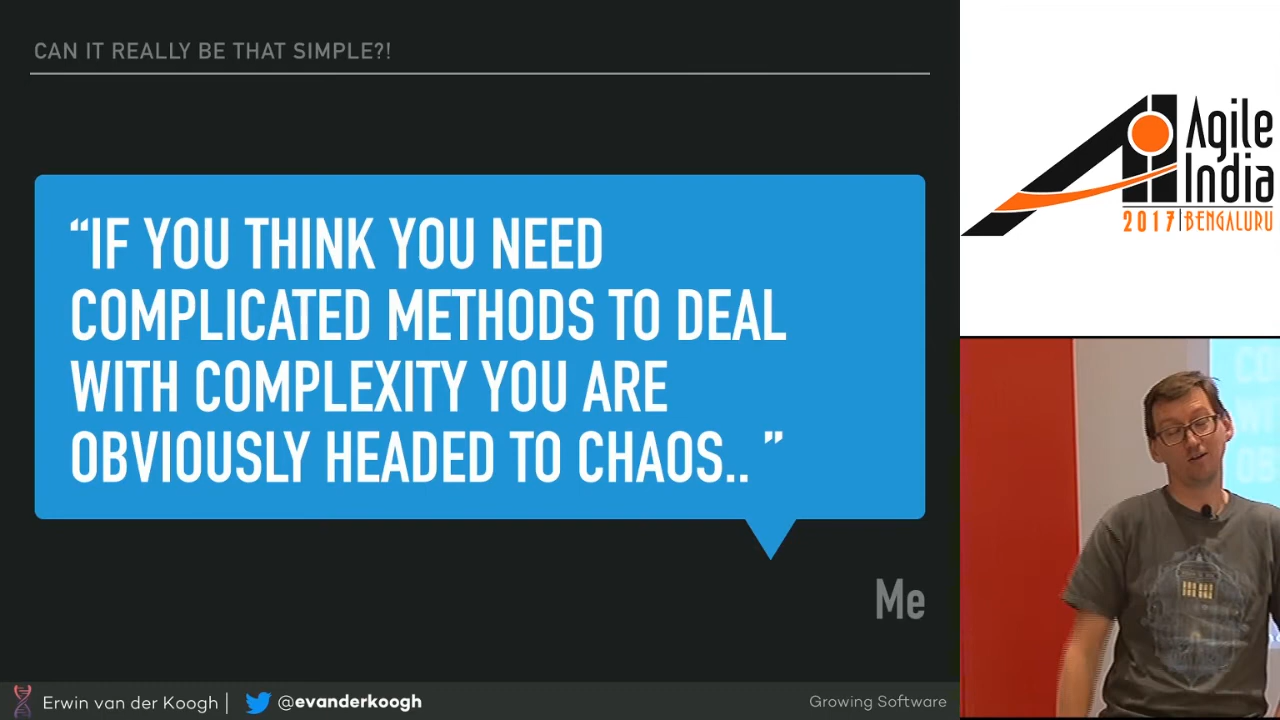 CAN IT REALLY BE THAT SIMPLE?!
“IF YOU THINK YOU NEED
COMPLICATED METHODS TO DEAL
WITH COMPLEXITY YOU ARE
OBVIOUSLY HEADED TO CHAOS.. ”
Me
Erwin van der Koogh | @evanderkoogh
Growing Software
Agile
India
2017 | BENGALURU